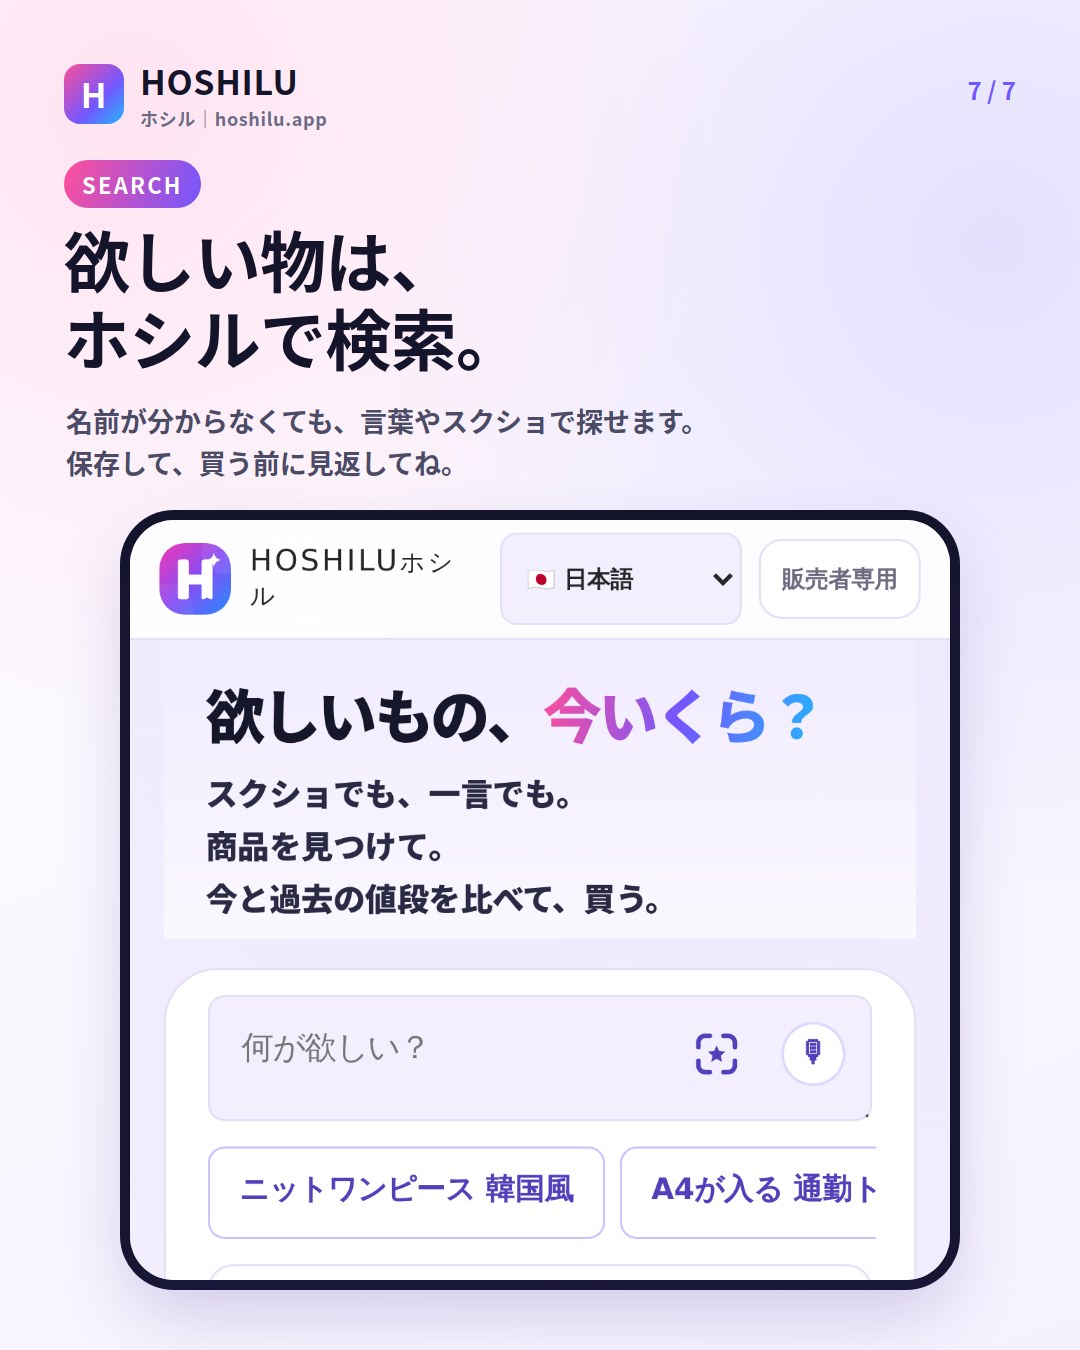 H
HOSHILU
ホシル｜hoshilu.app
7 / 7
SEARCH
欲しい物は、
ホシルで検索。
名前が分からなくても、言葉やスクショで探せます。
保存して、買う前に見返してね。
H
HOSHILUホシ
ル
日本語
販売者専用
欲しいもの、今いくら？
スクショでも、一言でも。
商品を見つけて。
今と過去の値段を比べて、買う。
何が欲しい？
ニットワンピース 韓国風
A4が入る 通勤ト